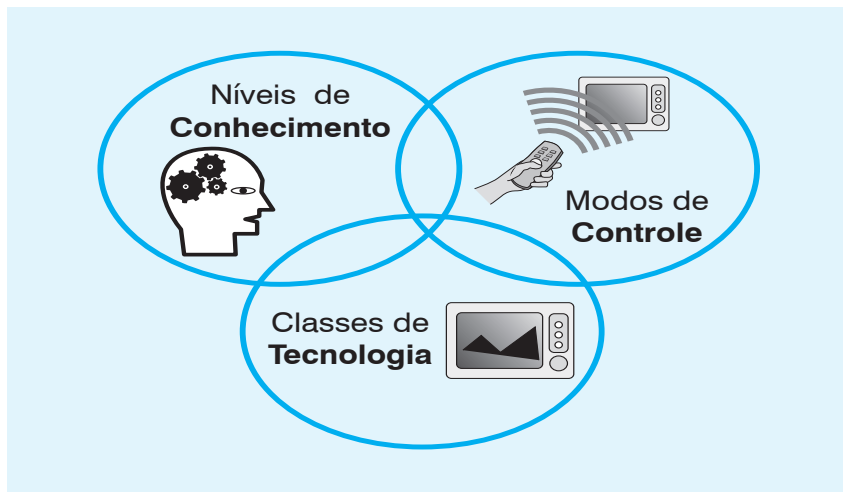 Níveis de
Conhecimento
Modos de
Controle
Classes de
Tecnologia